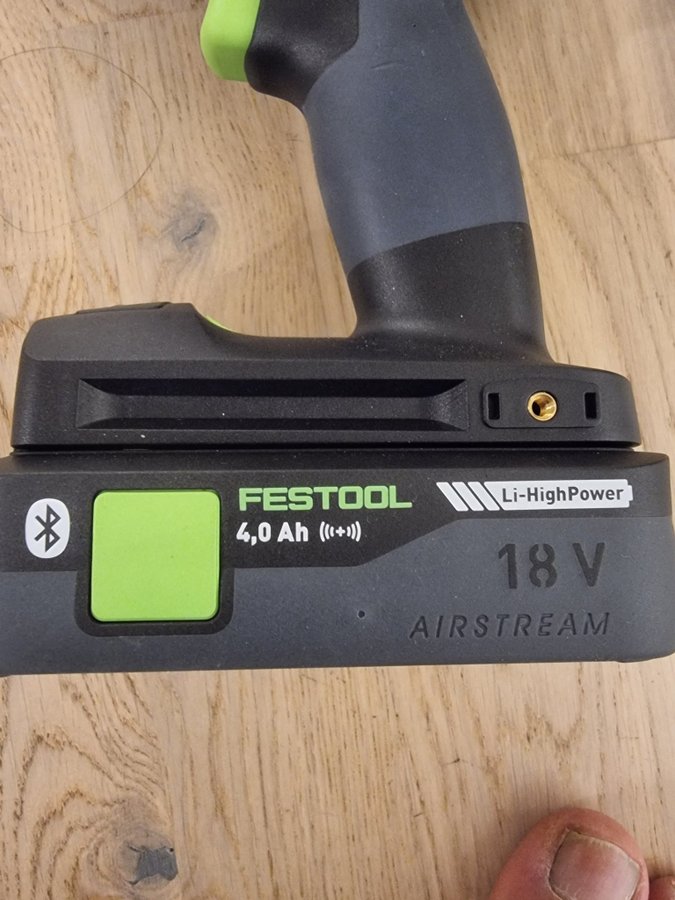 FESTOOL
Li-HighPower
4,0 Ah ((+))
18 V
AIRSTREAM